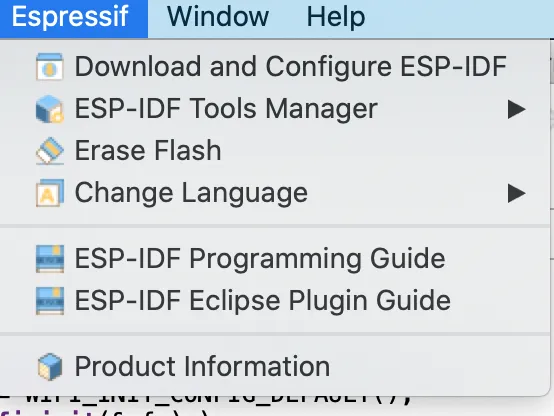 Espressif Window Help
Download and Configure ESP-IDF
ESP-IDF Tools Manager
Erase Flash
Change Language
ESP-IDF Programming Guide
ESP-IDF Eclipse Plugin Guide
Product Information
= WIFI_INIT_CONFIG_DEFAULT();